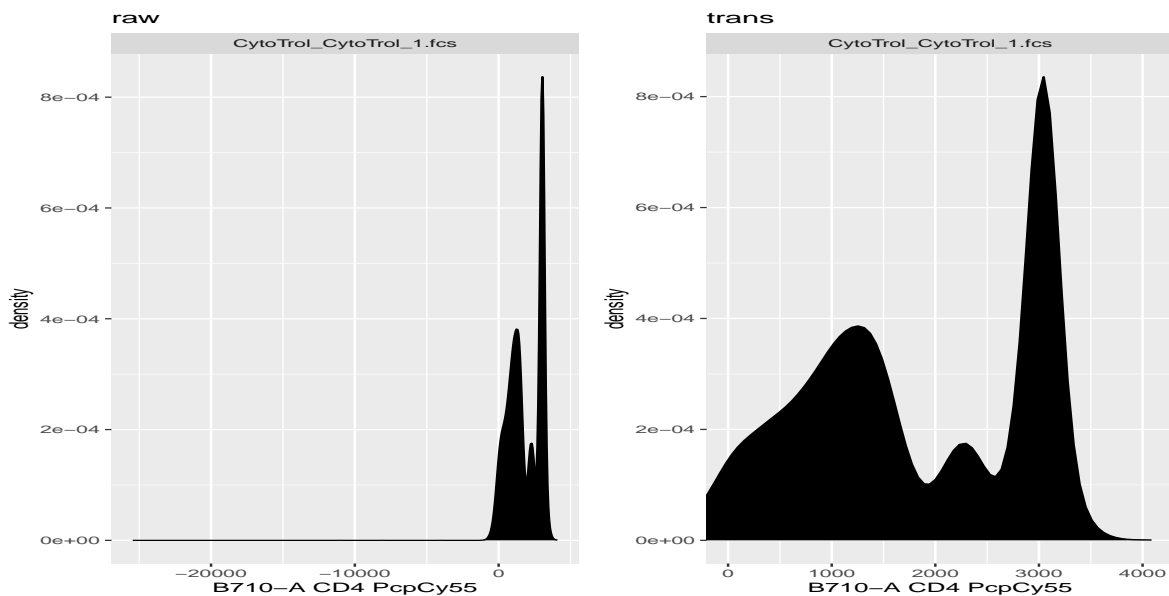 raw
CytoTrol_CytoTrol_1.fcs
8e−04
6e−04
4e−04
2e−04
0e+00
density
−20000 −10000 0
B710−A CD4 PcpCy55
trans
CytoTrol_CytoTrol_1.fcs
8e−04
6e−04
4e−04
2e−04
0e+00
density
0 1000 2000 3000 4000
B710−A CD4 PcpCy55